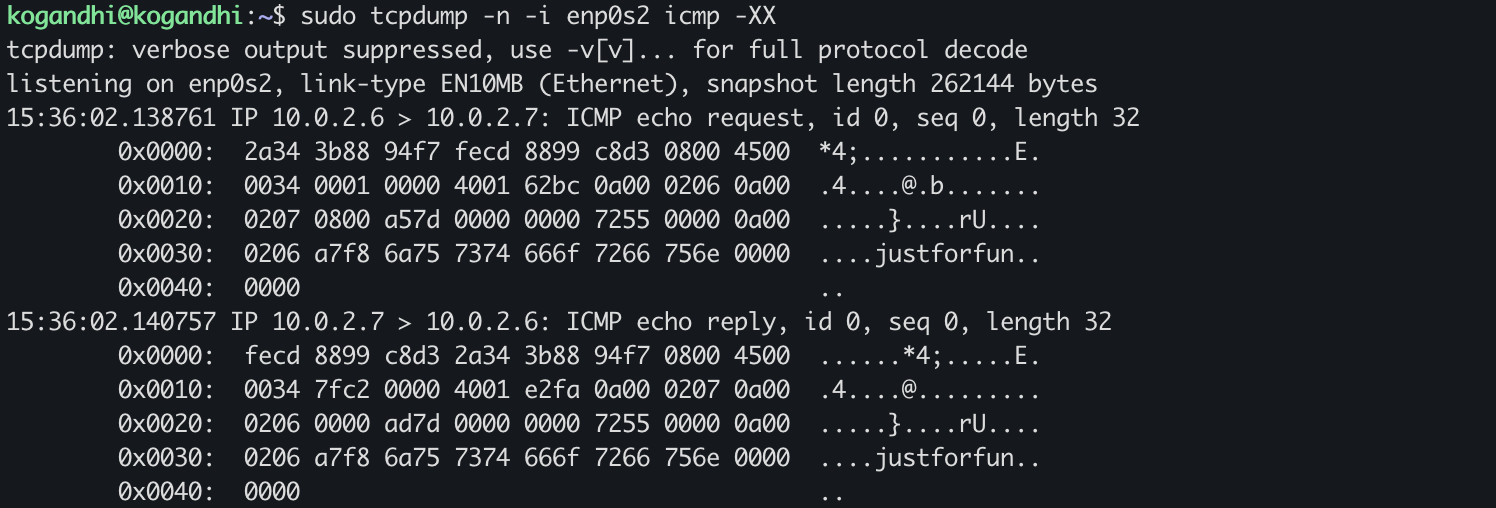 kogandhi@kogandhi:~$ sudo tcpdump -n -i enp0s2 icmp -XX
tcpdump: verbose output suppressed, use -v[v]... for full protocol decode
listening on enp0s2, link-type EN10MB (Ethernet), snapshot length 262144 bytes
15:36:02.138761 IP 10.0.2.6 > 10.0.2.7: ICMP echo request, id 0, seq 0, length 32
        0x0000:  2a34 3b88 94f7 fecd 8899 c8d3 0800 4500  *4;...........E.
        0x0010:  0034 0001 0000 4001 62bc 0a00 0206 0a00  .4....@.b.......
        0x0020:  0207 0800 a57d 0000 0000 7255 0000 0a00  .....}....rU....
        0x0030:  0206 a7f8 6a75 7374 666f 7266 756e 0000  ....justforfun..
        0x0040:  0000                                     ..
15:36:02.140757 IP 10.0.2.7 > 10.0.2.6: ICMP echo reply, id 0, seq 0, length 32
        0x0000:  fecd 8899 c8d3 2a34 3b88 94f7 0800 4500  ......*4;.....E.
        0x0010:  0034 7fc2 0000 4001 e2fa 0a00 0207 0a00  .4....@.........
        0x0020:  0206 0000 ad7d 0000 0000 7255 0000 0a00  .....}....rU....
        0x0030:  0206 a7f8 6a75 7374 666f 7266 756e 0000  ....justforfun..
        0x0040:  0000                                     ..